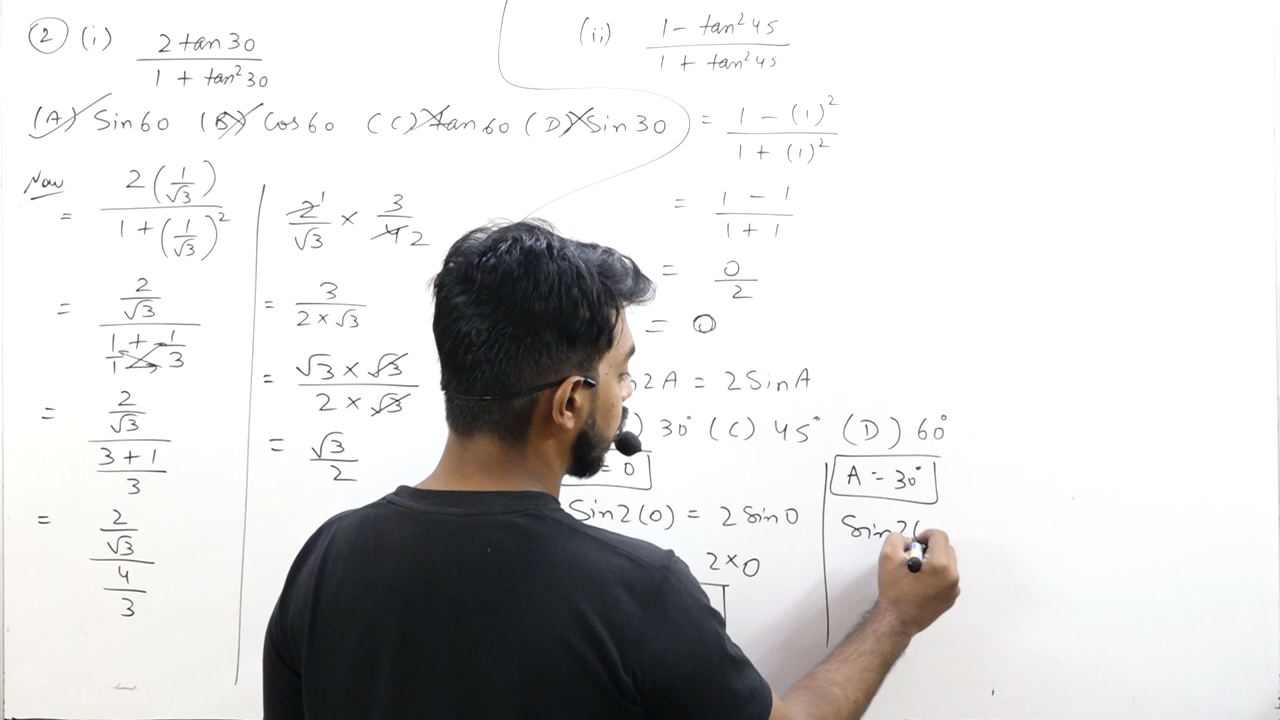 (2) (i) 2 tan 30 / 1 + tan² 30
(A) Sin 60 (B) Cos 60 (C) tan 60 (D) Sin 30
Now
= 2 (1/√3) / 1 + (1/√3)²
= 2/√3 / 1/1 + 1/3
= 2/√3 / 3 + 1 / 3
= 2/√3 / 4/3
2 1 / √3 × 3 / 4 2
= 3 / 2 × √3
= √3 × √3 / 2 × √3
= √3 / 2
(ii) 1 - tan² 45 / 1 + tan² 45
= 1 - (1)² / 1 + (1)²
= 1 - 1 / 1 + 1
= 0 / 2
= 0
2A = 2 Sin A
) 30° (C) 45° (D) 60°
= 0
Sin 2(0) = 2 Sin 0
2 × 0
A = 30°
Sin 2(